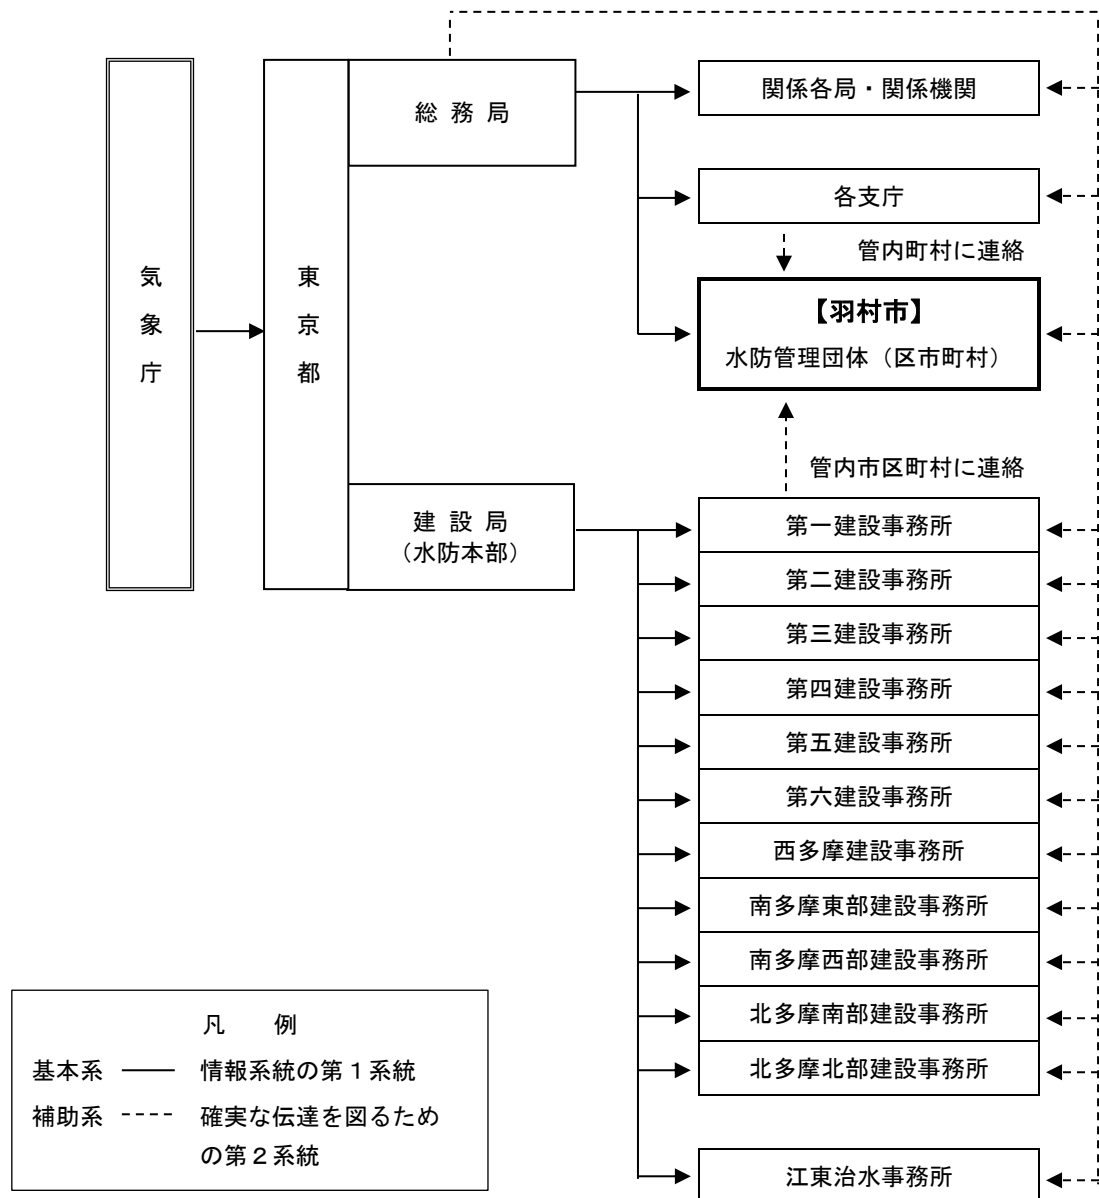 気象庁
東京都
総務局
関係各局・関係機関
各支庁
管内町村に連絡
【羽村市】
水防管理団体（区市町村）
管内市区町村に連絡
建設局
（水防本部）
第一建設事務所
第二建設事務所
第三建設事務所
第四建設事務所
第五建設事務所
第六建設事務所
西多摩建設事務所
南多摩東部建設事務所
南多摩西部建設事務所
北多摩南部建設事務所
北多摩北部建設事務所
江東治水事務所
凡　例
基本系 情報系統の第１系統
補助系 確実な伝達を図るため
の第２系統